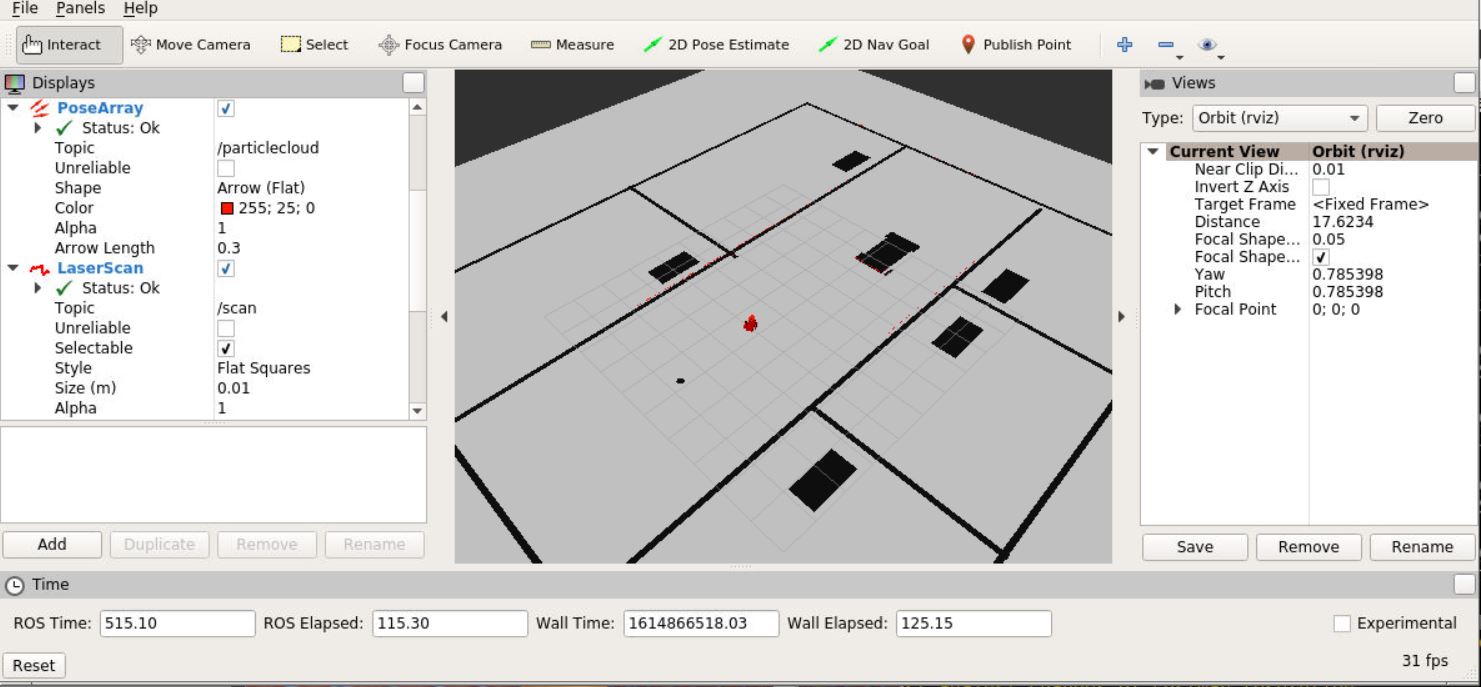 File Panels Help
Interact Move Camera Select Focus Camera Measure 2D Pose Estimate 2D Nav Goal Publish Point
Displays
PoseArray
Status: Ok
Topic /particlecloud
Unreliable
Shape Arrow (Flat)
Color 255; 25; 0
Alpha 1
Arrow Length 0.3
LaserScan
Status: Ok
Topic /scan
Unreliable
Selectable
Style Flat Squares
Size (m) 0.01
Alpha 1
Add Duplicate Remove Rename
Views
Type: Orbit (rviz) Zero
Current View Orbit (rviz)
Near Clip Di... 0.01
Invert Z Axis
Target Frame <Fixed Frame>
Distance 17.6234
Focal Shape... 0.05
Focal Shape...
Yaw 0.785398
Pitch 0.785398
Focal Point 0; 0; 0
Save Remove Rename
Time
ROS Time: 515.10 ROS Elapsed: 115.30 Wall Time: 1614866518.03 Wall Elapsed: 125.15 Experimental
Reset 31 fps